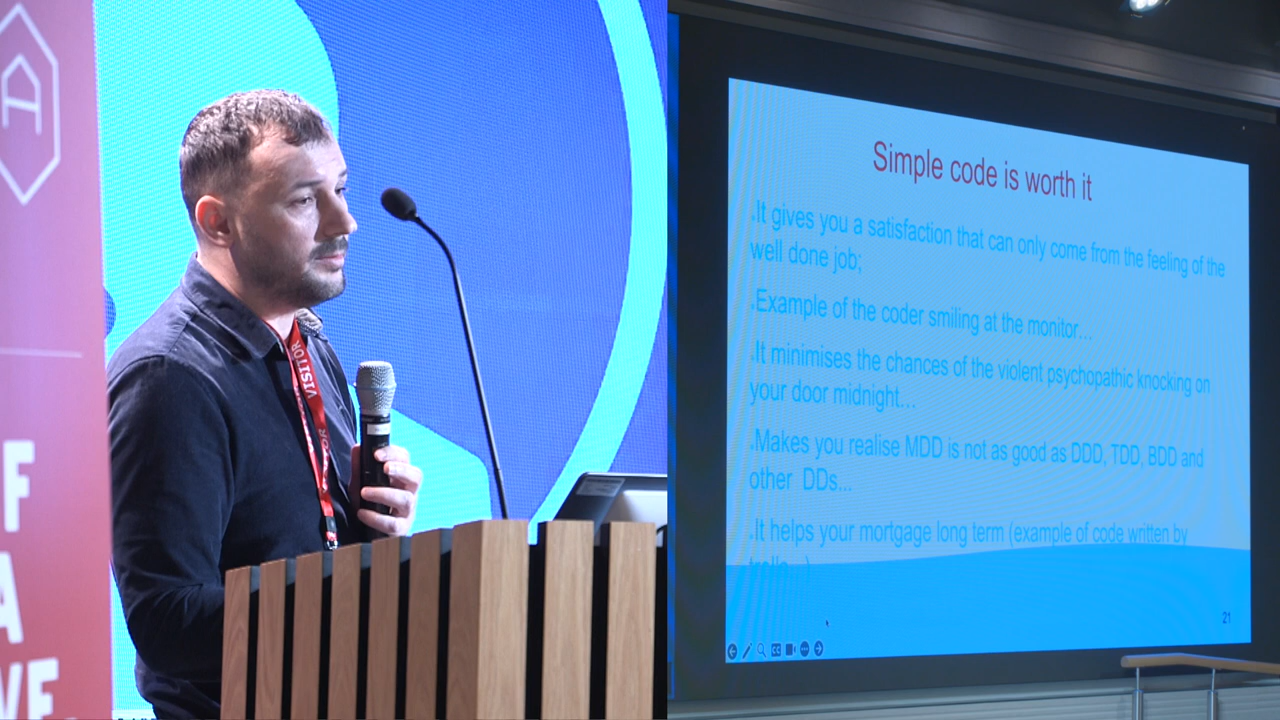 A
F
A
VISITOR
Simple code is worth it
.It gives you a satisfaction that can only come from the feeling of the
well done job;
.Example of the coder smiling at the monitor…
.It minimises the chances of the violent psychopathic knocking on
your door midnight…
.Makes you realise MDD is not as good as DDD, TDD, BDD and
other DDs...
.It helps your mortgage long term (example of code written by
21